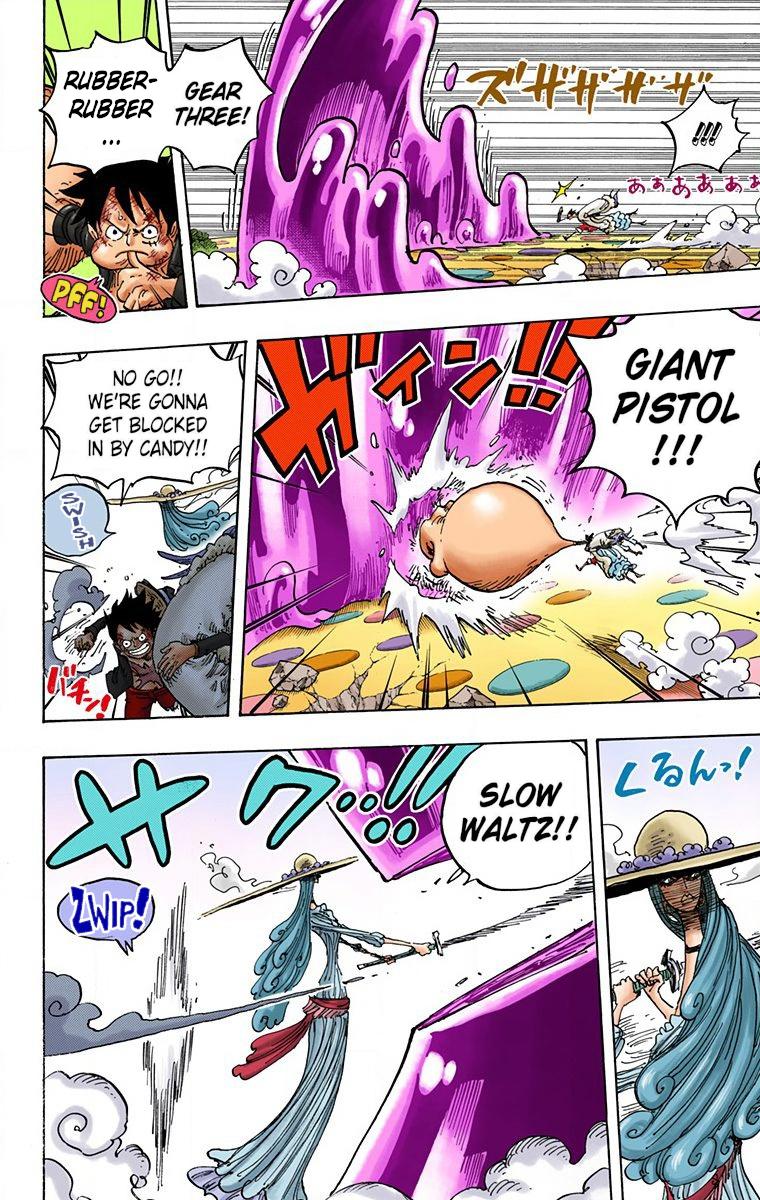 ズザザザザ
!!!
ああああああ
GEAR
THREE!
RUBBER-
RUBBER
...
PFF!
GIANT
PISTOL
!!!
ガイィン!!
NO GO!!
WE'RE GONNA
GET BLOCKED
IN BY CANDY!!
SWISH
バチン!
くるんっ!
SLOW
WALTZ!!
サク..!!
ZWIP!